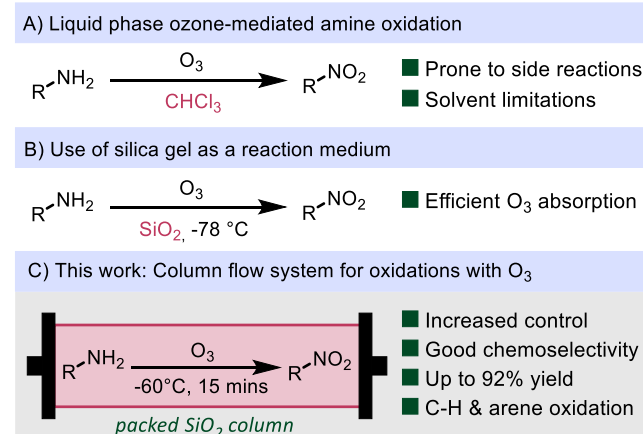 A) Liquid phase ozone-mediated amine oxidation
R NH₂ O₃ CHCl₃ R NO₂
Prone to side reactions
Solvent limitations
B) Use of silica gel as a reaction medium
R NH₂ O₃ SiO₂, -78 °C R NO₂
Efficient O₃ absorption
C) This work: Column flow system for oxidations with O₃
R NH₂ O₃ -60°C, 15 mins R NO₂
packed SiO₂ column
Increased control
Good chemoselectivity
Up to 92% yield
C-H & arene oxidation